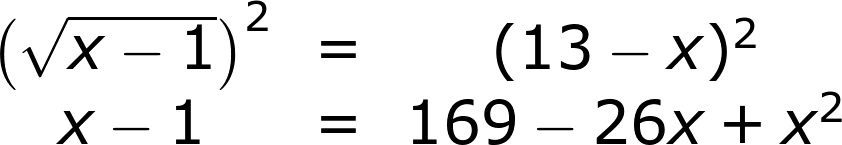 (√x − 1)² = (13 − x)²
x − 1 = 169 − 26x + x²